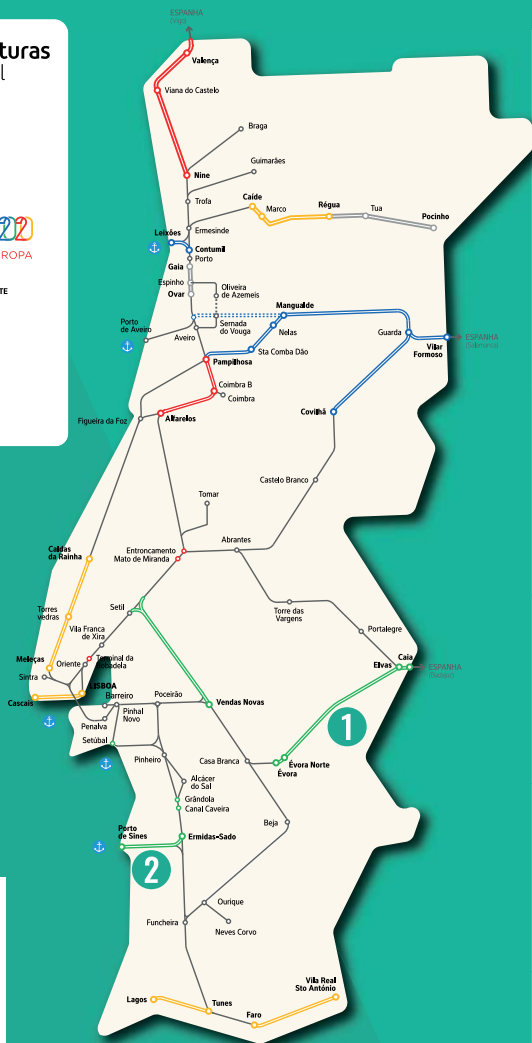 ESPANHA
(Vigo)
turas
l
Valença
Viana do Castelo
Braga
Guimarães
Nine
Trofa
Caíde
Marco
Régua
Tua
Pocinho
2020
ROPA
TE
Ermesinde
Leixões
Contumil
Porto
Gaia
Espinho
Ovar
Oliveira
de Azemeis
Mangualde
Porto
de Aveiro
Sernada
do Vouga
Aveiro
Nelas
Guarda
ESPANHA
(Salamanca)
Vilar
Formoso
Sta Comba Dão
Pampilhosa
Coimbra B
Coimbra
Covilhã
Figueira da Foz
Alfarelos
Castelo Branco
Tomar
Caldas
da Rainha
Entroncamento
Mato de Miranda
Abrantes
Torres
vedras
Setil
Torre das
Vargens
Vila Franca
de Xira
Portalegre
Meleças
Oriente
Terminal da
Bobadela
Sintra
Caia
Elvas
ESPANHA
(Badajoz)
LISBOA
Cascais
Barreiro
Poceirão
Vendas Novas
Pinhal
Novo
Penalva
Setúbal
1
Pinheiro
Casa Branca
Évora Norte
Évora
Alcácer
do Sal
Grândola
Canal Caveira
Beja
Porto
de Sines
Ermidas-Sado
2
Ourique
Funcheira
Neves Corvo
Vila Real
Sto António
Lagos
Tunes
Faro